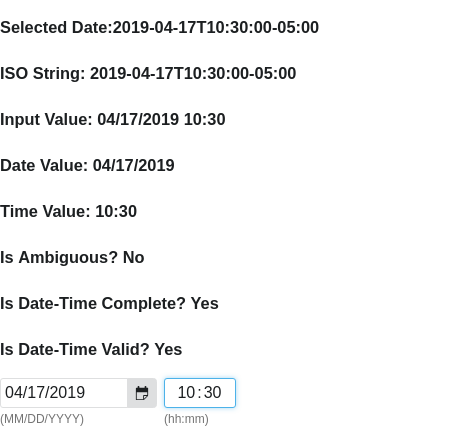 Selected Date:2019-04-17T10:30:00-05:00
ISO String: 2019-04-17T10:30:00-05:00
Input Value: 04/17/2019 10:30
Date Value: 04/17/2019
Time Value: 10:30
Is Ambiguous? No
Is Date-Time Complete? Yes
Is Date-Time Valid? Yes
04/17/2019 10:30
(MM/DD/YYYY) (hh:mm)